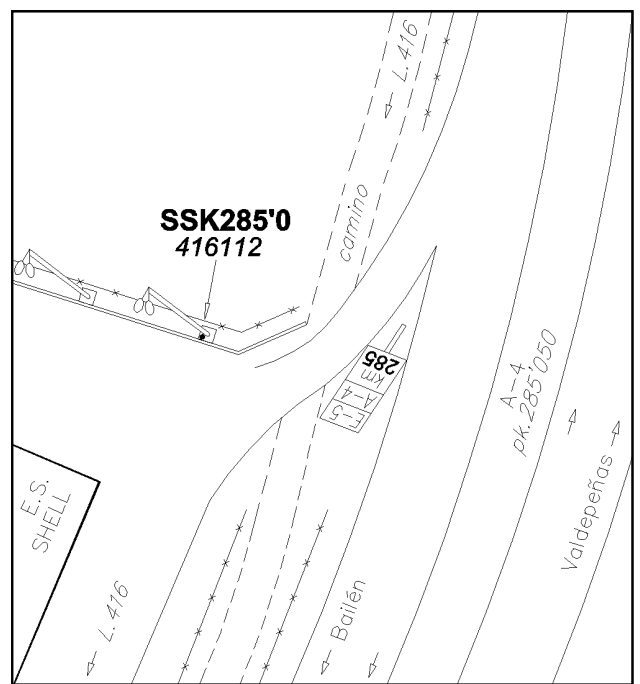 L. 416
camino
SSK285'0
416112
285
km
A-4
E-5
A-4
pk.285'050
Valdepeñas
E.S.
SHELL
L. 416
Bailén